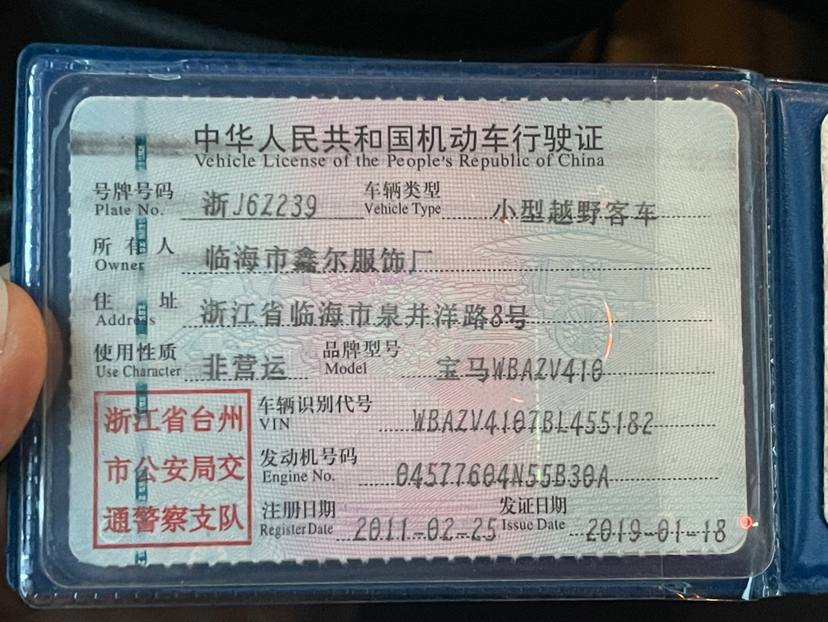 中华人民共和国机动车行驶证
Vehicle License of the People's Republic of China
号牌号码 Plate No. 浙J6Z239 车辆类型 Vehicle Type 小型越野客车
所有人 Owner 临海市鑫尔服饰厂
住址 Address 浙江省临海市泉井洋路8号
使用性质 Use Character 非营运 品牌型号 Model 宝马WBAZV410
浙江省台州市公安局交通警察支队
车辆识别代号 VIN WBAZV4107BL455182
发动机号码 Engine No. 04577604N55B30A
注册日期 Register Date 2011-02-25 发证日期 Issue Date 2019-01-18